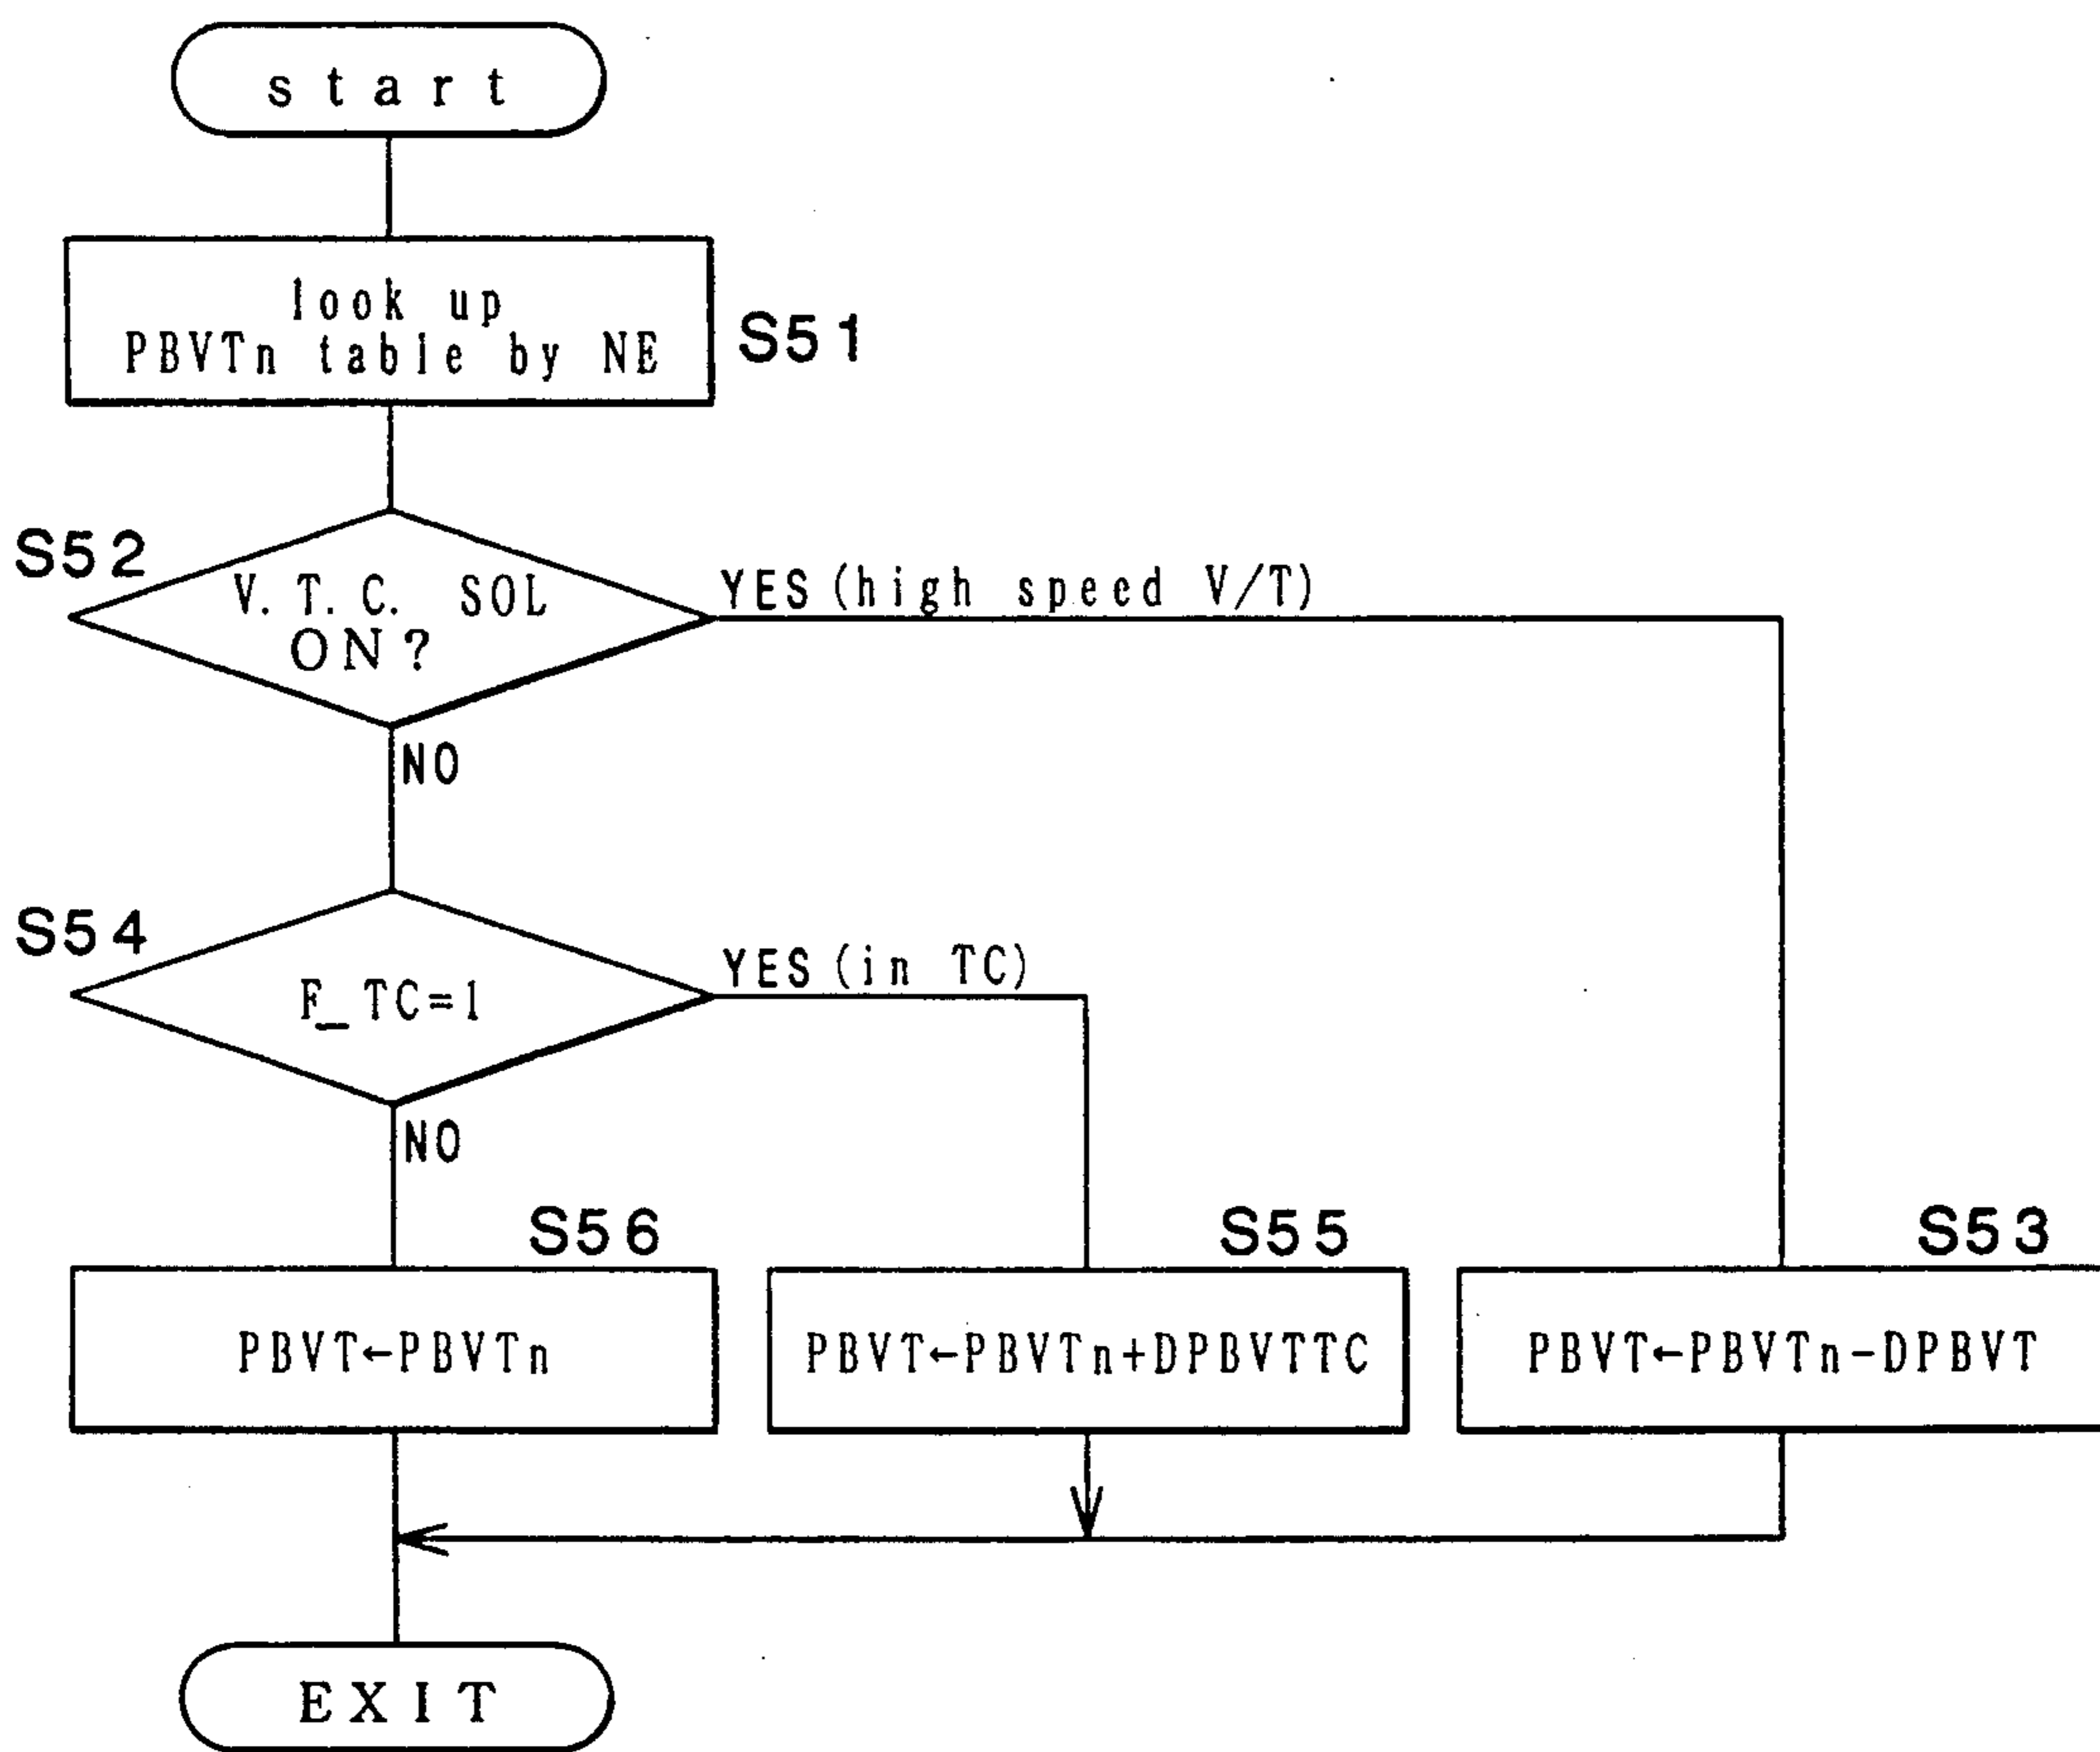 start
look up
PBVTn table by NE
S51
S52
V. T. C. SOL
ON?
YES (high speed V/T)
NO
S54
F_TC=1
YES (in TC)
NO
S56
S55
S53
PBVT←PBVTn
PBVT←PBVTn+DPBVTTC
PBVT←PBVTn-DPBVT
EXIT